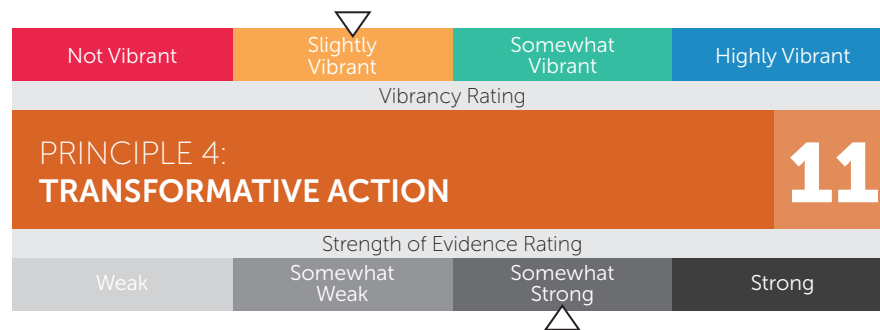 Not Vibrant
Slightly
Vibrant
Somewhat
Vibrant
Highly Vibrant
Vibrancy Rating
PRINCIPLE 4:
TRANSFORMATIVE ACTION
11
Strength of Evidence Rating
Weak
Somewhat
Weak
Somewhat
Strong
Strong